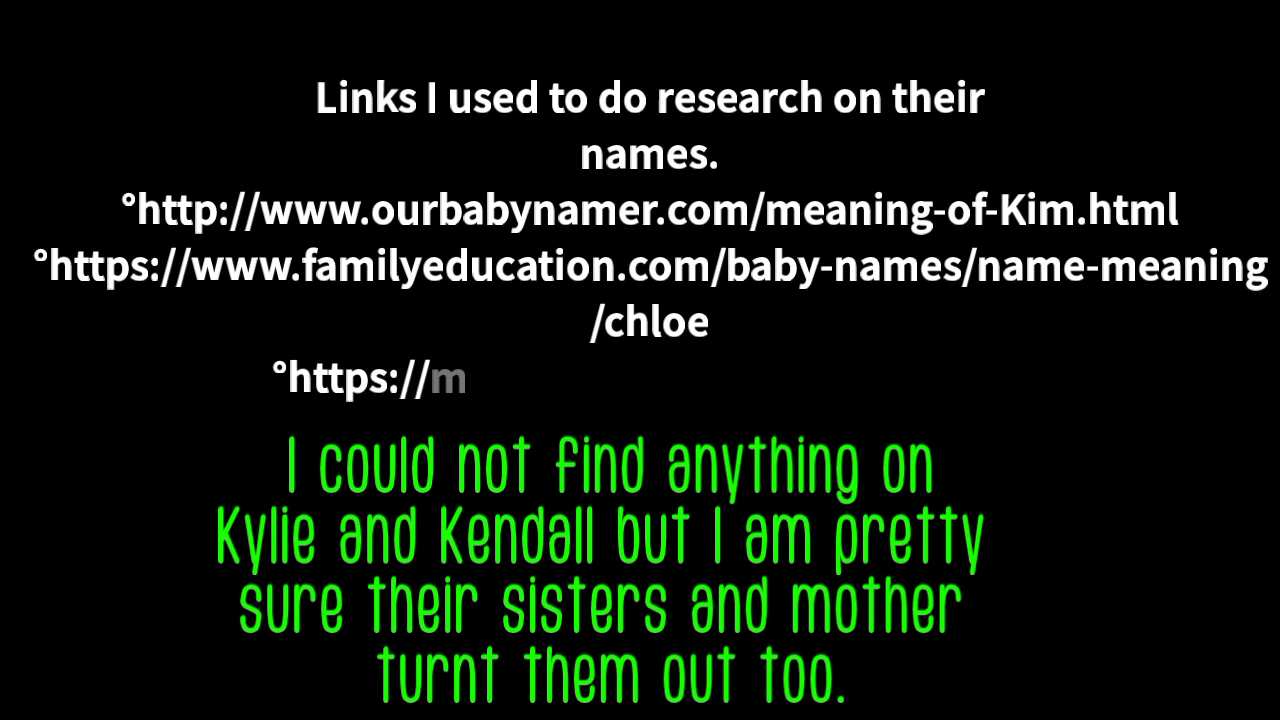 Links I used to do research on their
names.
°http://www.ourbabynamer.com/meaning-of-Kim.html
°https://www.familyeducation.com/baby-names/name-meaning
/chloe
°https://m
I could not find anything on
Kylie and Kendall but I am pretty
sure their sisters and mother
turnt them out too.